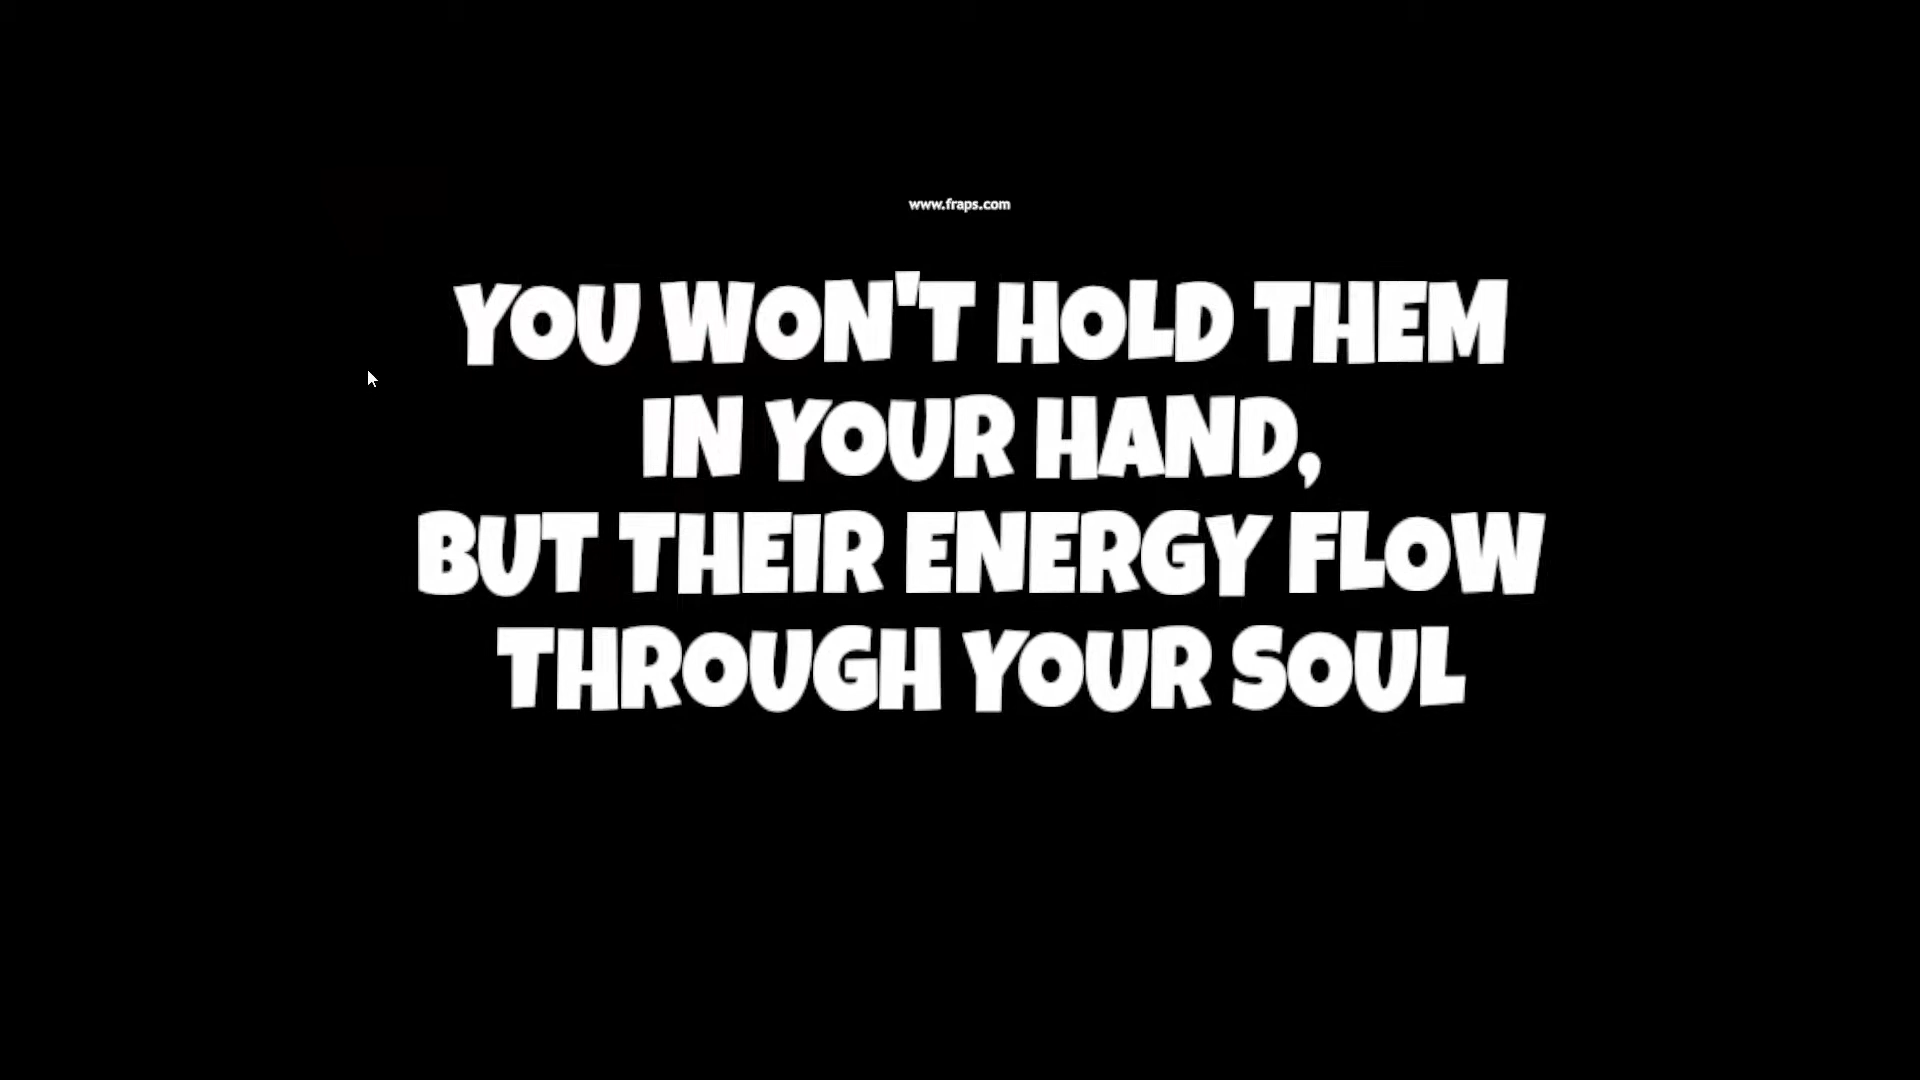 www.fraps.com
YOU WON'T HOLD THEM
IN YOUR HAND,
BUT THEIR ENERGY FLOW
THROUGH YOUR SOUL